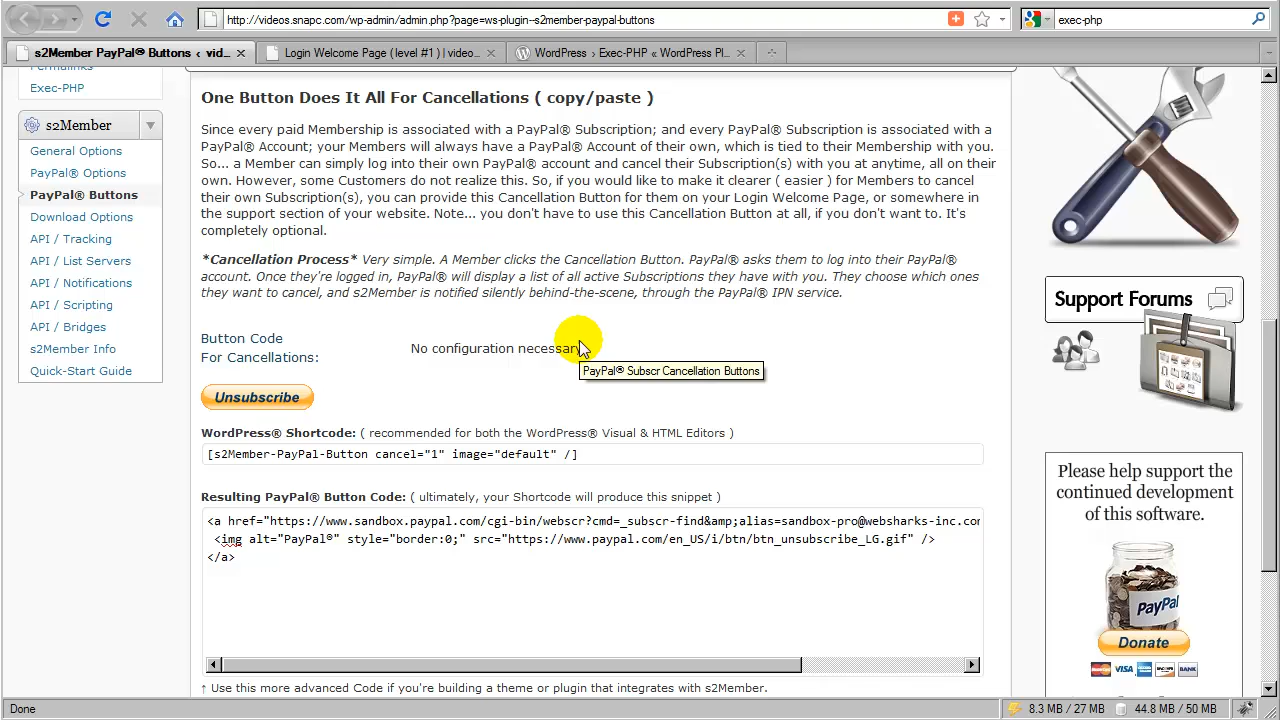 http://videos.snapc.com/wp-admin/admin.php?page=ws-plugin--s2member-paypal-buttons
exec-php
s2Member PayPal® Buttons ‹ vid...
Login Welcome Page ( level #1 ) | video...
WordPress › Exec-PHP « WordPress Pl...
Exec-PHP
s2Member
General Options
PayPal® Options
PayPal® Buttons
Download Options
API / Tracking
API / List Servers
API / Notifications
API / Scripting
API / Bridges
s2Member Info
Quick-Start Guide
One Button Does It All For Cancellations ( copy/paste )
Since every paid Membership is associated with a PayPal® Subscription; and every PayPal® Subscription is associated with a
PayPal® Account; your Members will always have a PayPal® Account of their own, which is tied to their Membership with you.
So... a Member can simply log into their own PayPal® account and cancel their Subscription(s) with you at anytime, all on their
own. However, some Customers do not realize this. So, if you would like to make it clearer ( easier ) for Members to cancel
their own Subscription(s), you can provide this Cancellation Button for them on your Login Welcome Page, or somewhere in
the support section of your website. Note... you don't have to use this Cancellation Button at all, if you don't want to. It's
completely optional.
*Cancellation Process* Very simple. A Member clicks the Cancellation Button. PayPal® asks them to log into their PayPal®
account. Once they're logged in, PayPal® will display a list of all active Subscriptions they have with you. They choose which ones
they want to cancel, and s2Member is notified silently behind-the-scene, through the PayPal® IPN service.
Button Code
For Cancellations:
No configuration necessary
PayPal® Subscr Cancellation Buttons
Unsubscribe
WordPress® Shortcode: ( recommended for both the WordPress® Visual & HTML Editors )
[s2Member-PayPal-Button cancel="1" image="default" /]
Resulting PayPal® Button Code: ( ultimately, your Shortcode will produce this snippet )
<a href="https://www.sandbox.paypal.com/cgi-bin/webscr?cmd=_subscr-find&amp;alias=sandbox-pro@websharks-inc.com
<img alt="PayPal®" style="border:0;" src="https://www.paypal.com/en_US/i/btn/btn_unsubscribe_LG.gif" />
</a>
↑ Use this more advanced Code if you're building a theme or plugin that integrates with s2Member.
Support Forums
Please help support the
continued development
of this software.
PayPal
Donate
MasterCard VISA DISCOVER BANK
Done
8.3 MB / 27 MB
44.8 MB / 50 MB